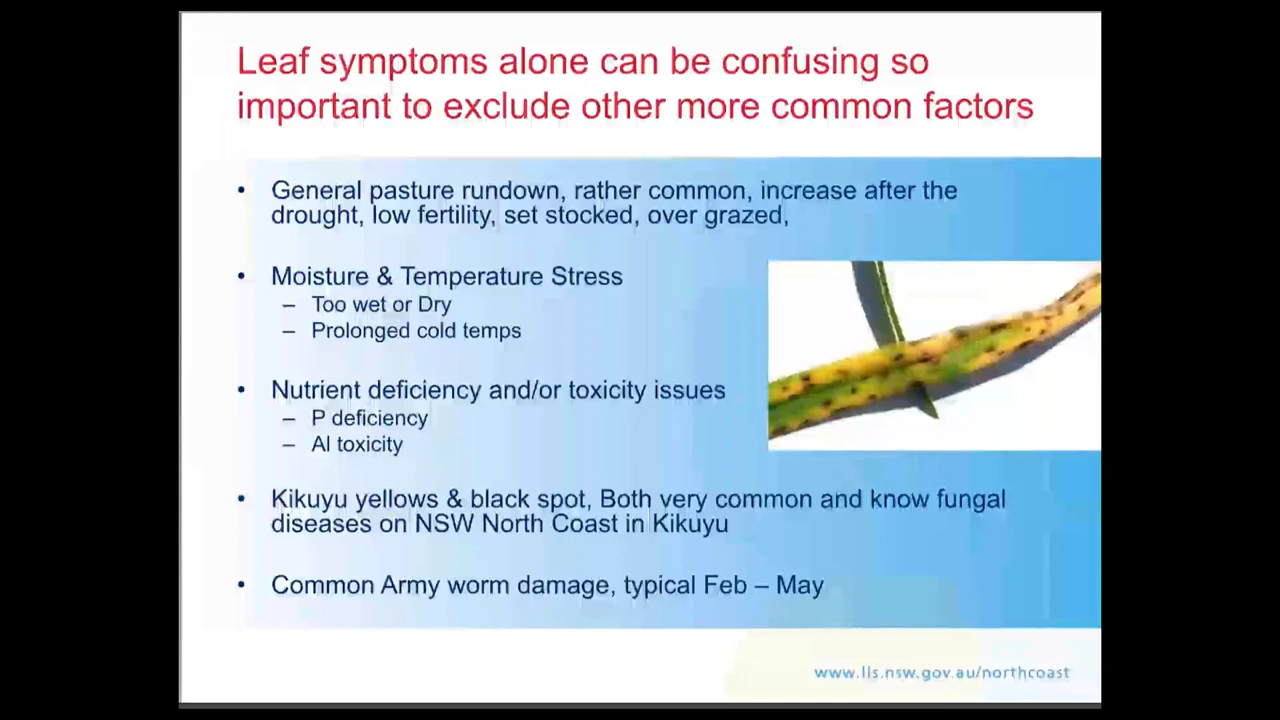 Leaf symptoms alone can be confusing so
important to exclude other more common factors
• General pasture rundown, rather common, increase after the
drought, low fertility, set stocked, over grazed,
• Moisture & Temperature Stress
– Too wet or Dry
– Prolonged cold temps
• Nutrient deficiency and/or toxicity issues
– P deficiency
– Al toxicity
• Kikuyu yellows & black spot, Both very common and know fungal
diseases on NSW North Coast in Kikuyu
• Common Army worm damage, typical Feb – May
www.lls.nsw.gov.au/northcoast